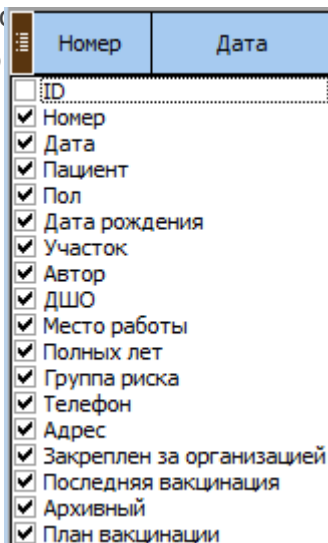 Номер Дата
ID
Номер
Дата
Пациент
Пол
Дата рождения
Участок
Автор
ДШО
Место работы
Полных лет
Группа риска
Телефон
Адрес
Закреплен за организацией
Последняя вакцинация
Архивный
План вакцинации